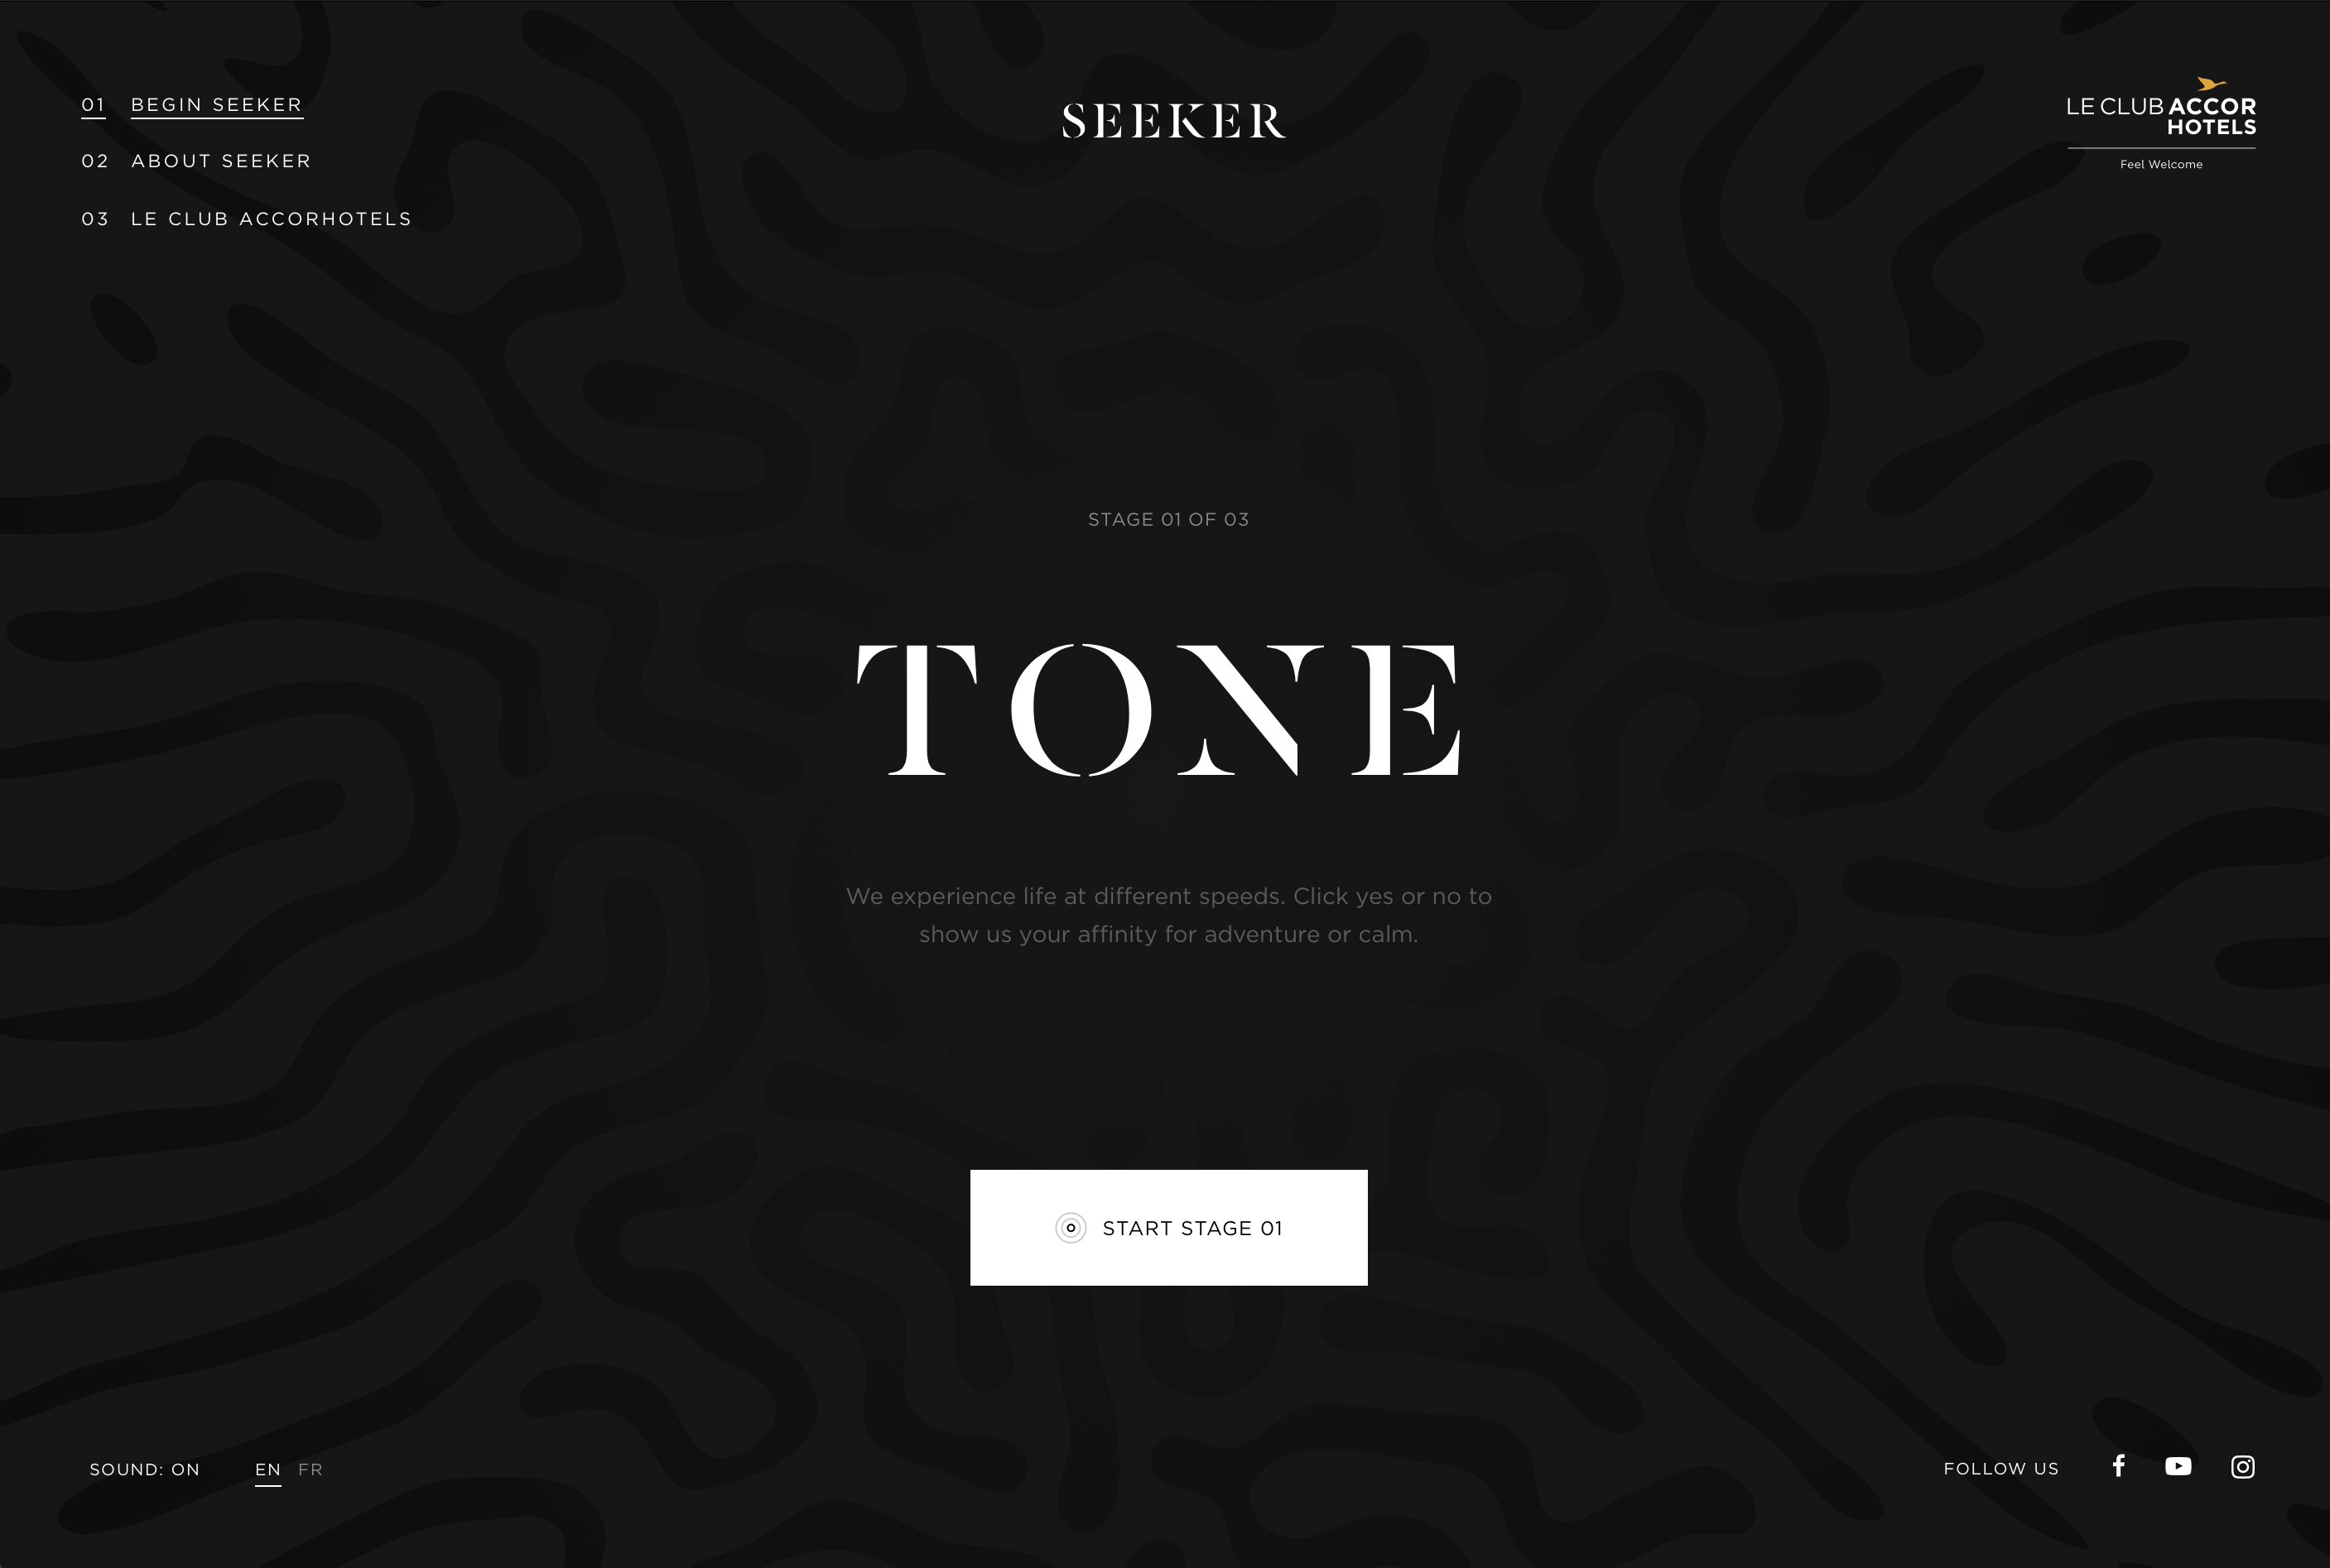 01 BEGIN SEEKER
02 ABOUT SEEKER
03 LE CLUB ACCORHOTELS
SEEKER
LE CLUB ACCOR
HOTELS
Feel Welcome
STAGE 01 OF 03
TONE
We experience life at different speeds. Click yes or no to
show us your affinity for adventure or calm.
START STAGE 01
SOUND: ON EN FR
FOLLOW US